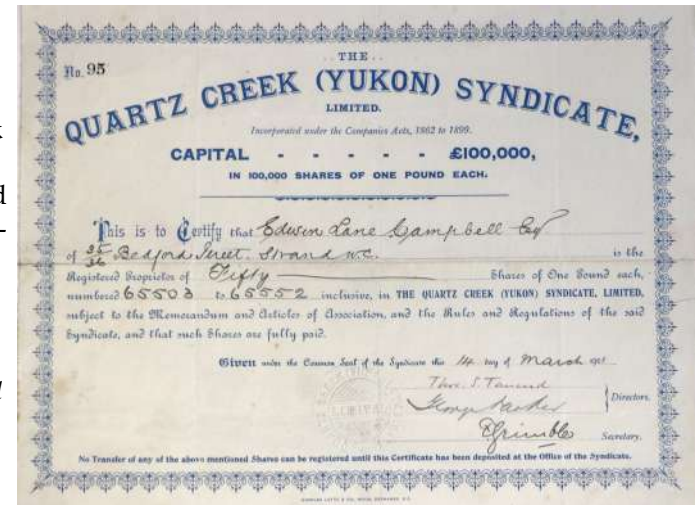 .. THE ..
No. 95
QUARTZ CREEK (YUKON) SYNDICATE,
LIMITED.
Incorporated under the Companies Acts, 1862 to 1899.
CAPITAL - - - - - £100,000,
IN 100,000 SHARES OF ONE POUND EACH.
This is to Certify that Edwin Lane Campbell Esq
of 35/36 Bedford Street. Strand W.C. is the
Registered Proprietor of Fifty Shares of One Pound each,
numbered 65503 to 65552 inclusive, in THE QUARTZ CREEK (YUKON) SYNDICATE, LIMITED,
subject to the Memorandum and Articles of Association, and the Rules and Regulations of the said
Syndicate, and that such Shares are fully paid.
Given under the Common Seal of the Syndicate this 14 day of March
Thos. S.
George Directors.
Secretary.
No Transfer of any of the above mentioned Shares can be registered until this Certificate has been deposited at the Office of the Syndicate.